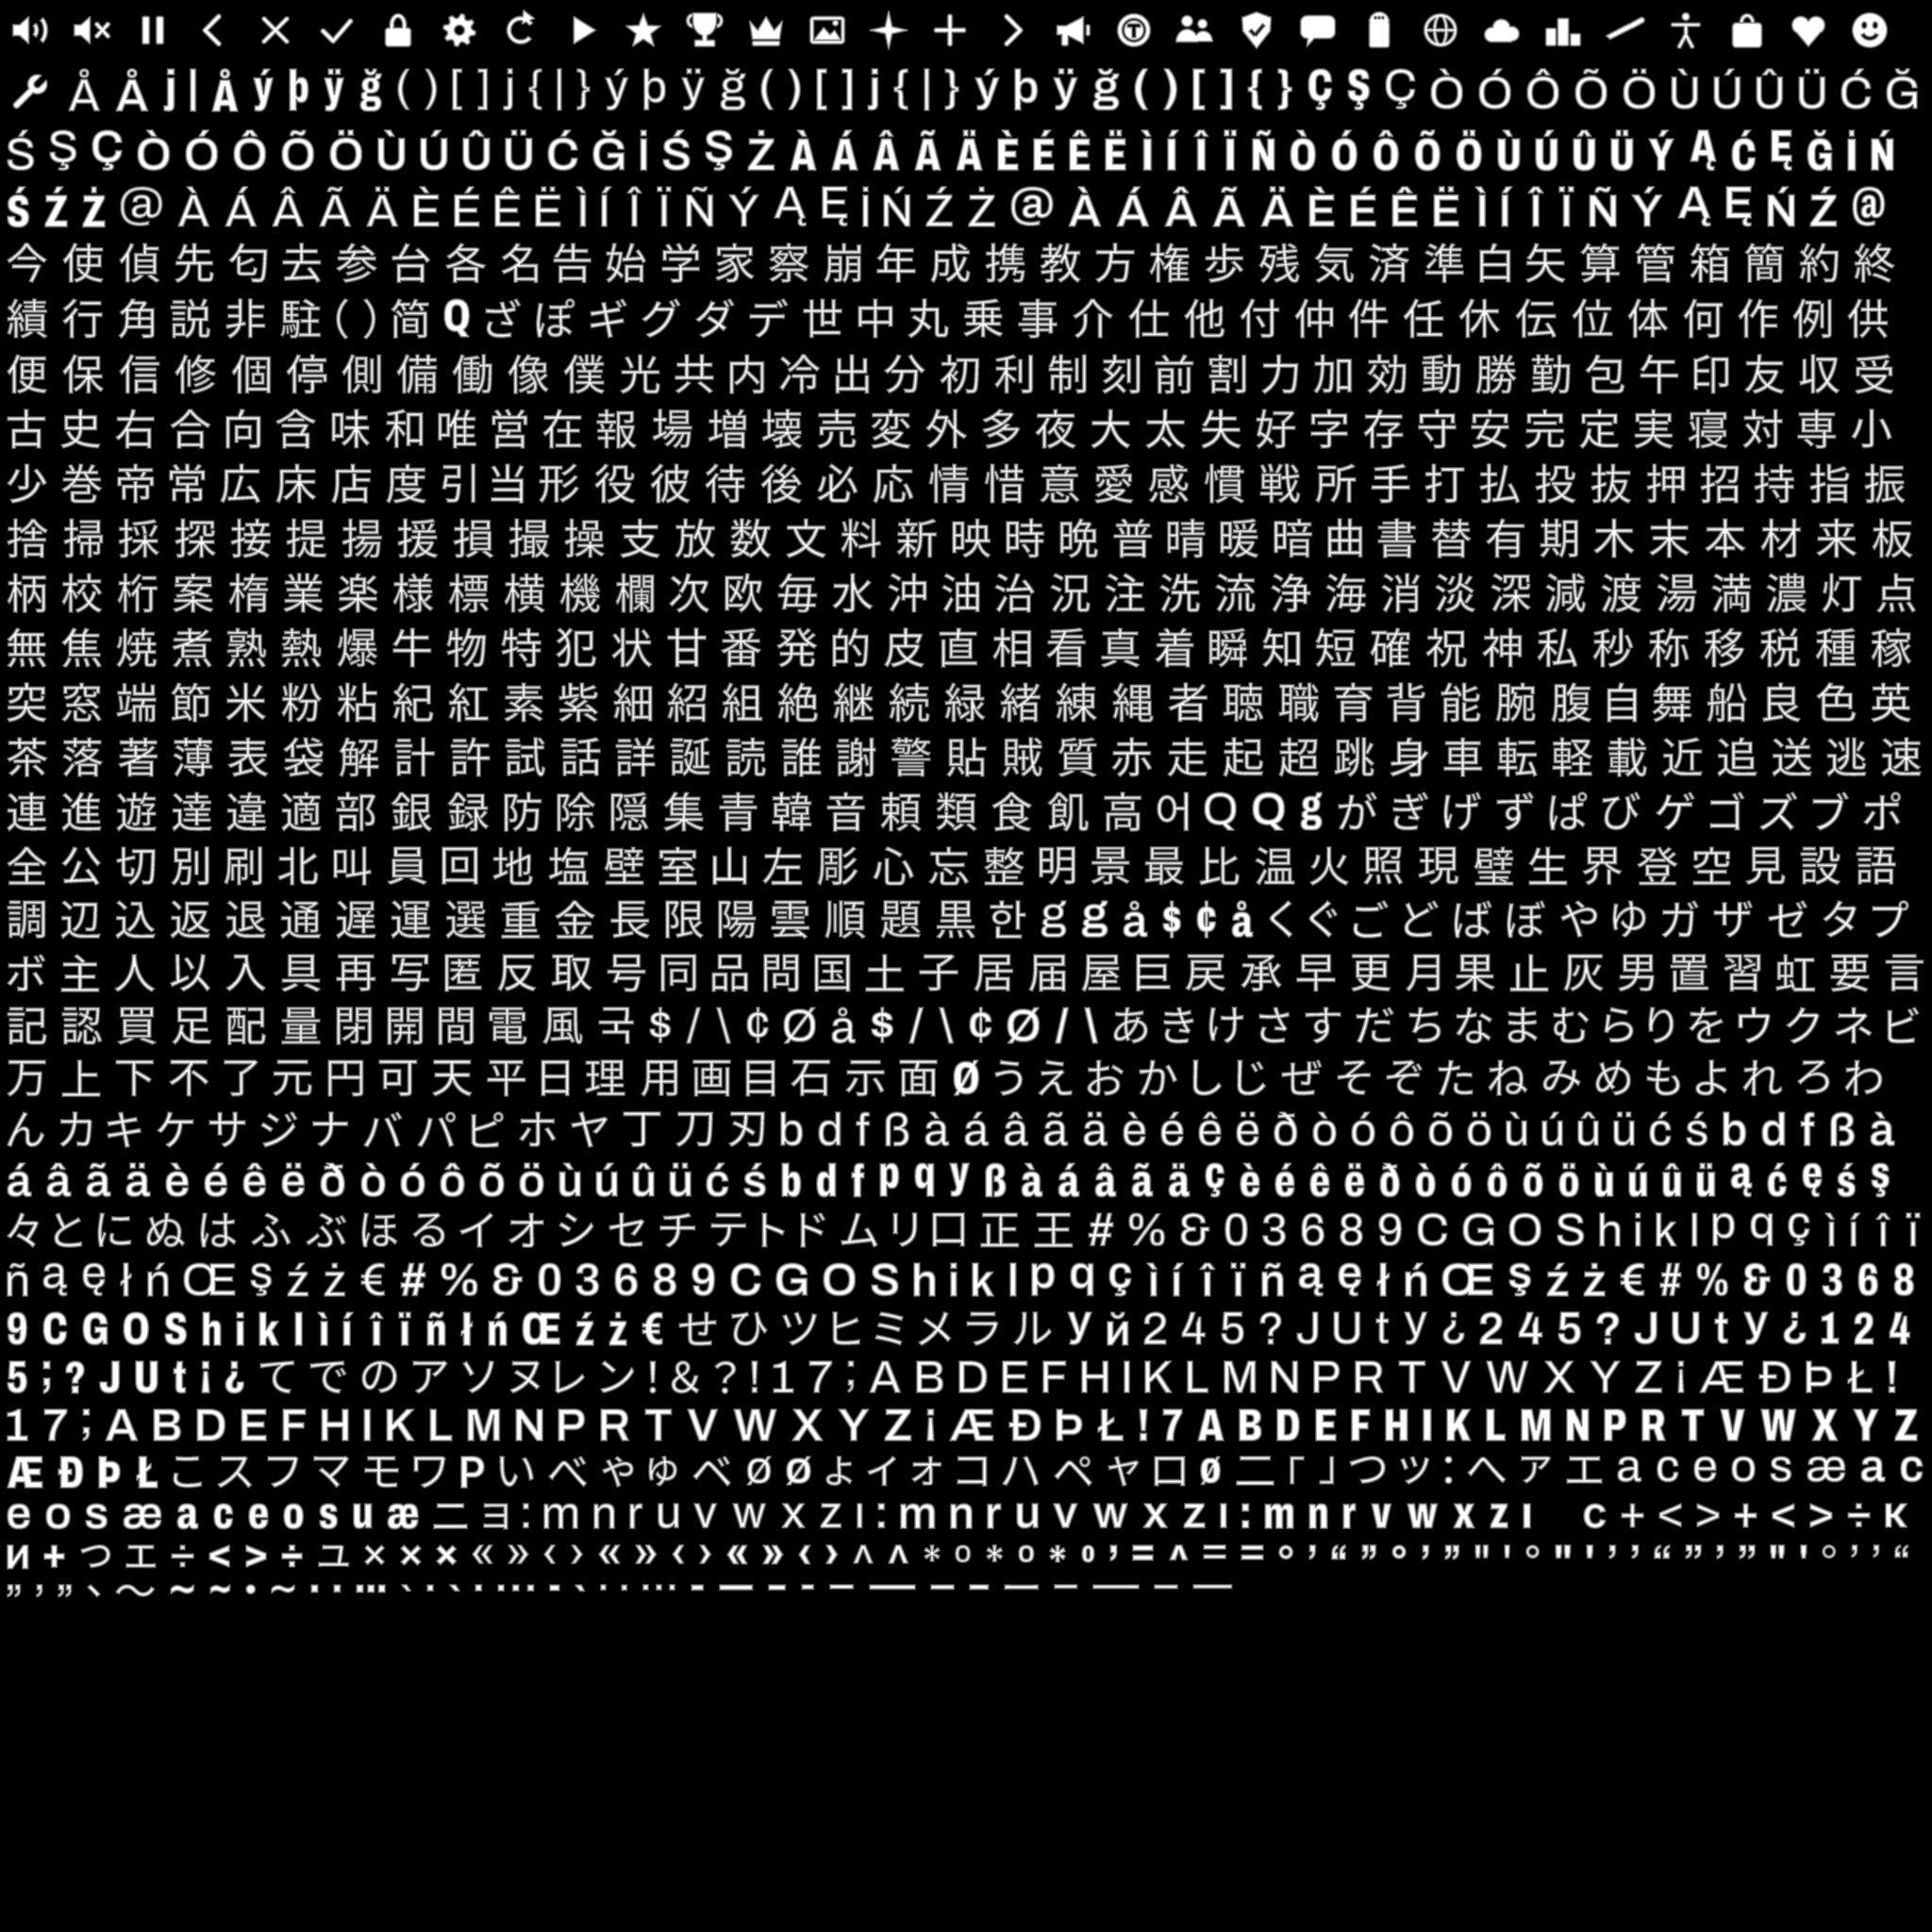 Å Å j | Å ý þ ÿ ğ ( ) [ ] j { | } ý þ ÿ ğ ( ) [ ] j { | } ý þ ÿ ğ ( ) [ ] { } Ç Ş Ç Ò Ó Ô Õ Ö Ù Ú Û Ü Ć Ğ
Ś Ş Ç Ò Ó Ô Õ Ö Ù Ú Û Ü Ć Ğ İ Ś Ş Ż À Á Â Ã Ä È É Ê Ë Ì Í Î Ï Ñ Ò Ó Ô Õ Ö Ù Ú Û Ü Ý Ą Ć Ę Ğ İ Ń
Ś Ź Ż @ À Á Â Ã Ä È É Ê Ë Ì Í Î Ï Ñ Ý Ą Ę İ Ń Ź Ż @ À Á Â Ã Ä È É Ê Ë Ì Í Î Ï Ñ Ý Ą Ę Ń Ź @
今 使 偵 先 匂 去 参 台 各 名 告 始 学 家 察 崩 年 成 携 教 方 権 歩 残 気 済 準 白 矢 算 管 箱 簡 約 終
績 行 角 説 非 駐 ( ) 简 Q ざ ぽ ギ グ ダ デ 世 中 丸 乗 事 介 仕 他 付 仲 件 任 休 伝 位 体 何 作 例 供
便 保 信 修 個 停 側 備 働 像 僕 光 共 内 冷 出 分 初 利 制 刻 前 割 力 加 効 動 勝 勤 包 午 印 友 収 受
古 史 右 合 向 含 味 和 唯 営 在 報 場 増 壊 売 変 外 多 夜 大 太 失 好 字 存 守 安 完 定 実 寝 対 専 小
少 巻 帝 常 広 床 店 度 引 当 形 役 彼 待 後 必 応 情 惜 意 愛 感 慣 戦 所 手 打 払 投 抜 押 招 持 指 振
捨 掃 採 探 接 提 揚 援 損 撮 操 支 放 数 文 料 新 映 時 晩 普 晴 暖 暗 曲 書 替 有 期 木 末 本 材 来 板
柄 校 桁 案 楕 業 楽 様 標 横 機 欄 次 欧 毎 水 沖 油 治 況 注 洗 流 浄 海 消 淡 深 減 渡 湯 満 濃 灯 点
無 焦 焼 煮 熟 熱 爆 牛 物 特 犯 状 甘 番 発 的 皮 直 相 看 真 着 瞬 知 短 確 祝 神 私 秒 称 移 税 種 稼
突 窓 端 節 米 粉 粘 紀 紅 素 紫 細 紹 組 絶 継 続 緑 緒 練 縄 者 聴 職 育 背 能 腕 腹 自 舞 船 良 色 英
茶 落 著 薄 表 袋 解 計 許 試 話 詳 誕 読 誰 謝 警 貼 賊 質 赤 走 起 超 跳 身 車 転 軽 載 近 追 送 逃 速
連 進 遊 達 違 適 部 銀 録 防 除 隠 集 青 韓 音 頼 類 食 飢 高 어 Q Q g が ぎ げ ず ぱ び ゲ ゴ ズ ブ ポ
全 公 切 別 刷 北 叫 員 回 地 塩 壁 室 山 左 彫 心 忘 整 明 景 最 比 温 火 照 現 璧 生 界 登 空 見 設 語
調 辺 込 返 退 通 遅 運 選 重 金 長 限 陽 雲 順 題 黒 한 g g å $ ¢ å く ぐ ご ど ば ぼ や ゆ ガ ザ ゼ タ プ
ボ 主 人 以 入 具 再 写 匿 反 取 号 同 品 問 国 土 子 居 届 屋 巨 戻 承 早 更 月 果 止 灰 男 置 習 虹 要 言
記 認 買 足 配 量 閉 開 間 電 風 국 $ / \ ¢ Ø å $ / \ ¢ Ø / \ あ き け さ す だ ち な ま む ら り を ウ ク ネ ビ
万 上 下 不 了 元 円 可 天 平 日 理 用 画 目 石 示 面 Ø う え お か し じ ぜ そ ぞ た ね み め も よ れ ろ わ
ん カ キ ケ サ ジ ナ バ パ ピ ホ ヤ 丁 刀 刃 b d f ß à á â ã ä è é ê ë ð ò ó ô õ ö ù ú û ü ć ś b d f ß à
á â ã ä è é ê ë ð ò ó ô õ ö ù ú û ü ć ś b d f p q y ß à á â ã ä ç è é ê ë ð ò ó ô õ ö ù ú û ü ą ć ę ś ş
々 と に ぬ は ふ ぶ ほ る イ オ シ セ チ テ ト ド ム リ 口 正 王 # % & 0 3 6 8 9 C G O S h i k l p q ç ì í î ï
ñ ą ę ł ń Œ ş ź ż € # % & 0 3 6 8 9 C G O S h i k l p q ç ì í î ï ñ ą ę ł ń Œ ş ź ż € # % & 0 3 6 8
9 C G O S h i k l ì í î ï ñ ł ń Œ ź ż € せ ひ ツ ヒ ミ メ ラ ル У й 2 4 5 ? J U t y ¿ 2 4 5 ? J U t y ¿ 1 2 4
5 ; ? J U t ¡ ¿ て で の ア ソ ヌ レ ン ! & ? ! 1 7 ; A B D E F H I K L M N P R T V W X Y Z ¡ Æ Ð Þ Ł !
1 7 ; A B D E F H I K L M N P R T V W X Y Z ¡ Æ Ð Þ Ł ! 7 A B D E F H I K L M N P R T V W X Y Z
Æ Ð Þ Ł こ ス フ マ モ ワ Р い べ ゃ ゅ ベ ø ø ょ ィ ォ コ ハ ペ ャ ロ ø 二 「 」 つ ッ : へ ァ エ a c e o s æ a c
e o s æ a c e o s u æ ニ ョ : m n r u v w x z ı : m n r u v w x z ı : m n r v w x z ı с + < > + < > ÷ к
и + っ ェ ÷ < > ÷ ュ × × × « » ‹ › « » ‹ › « » ‹ › ^ ^ * º * º * º ’ = ^ = = ° ’ “ ” ° ’ ” " ' ° " ' ’ ’ “ ” ’ ” " ' ° ’ ’ “